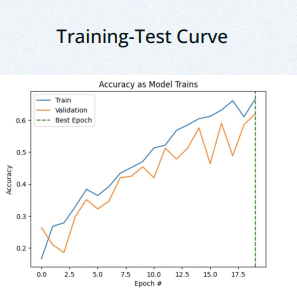 Training-Test Curve
Accuracy as Model Trains
Train
Validation
Best Epoch
Accuracy
0.6
0.5
0.4
0.3
0.2
0.0 2.5 5.0 7.5 10.0 12.5 15.0 17.5
Epoch #